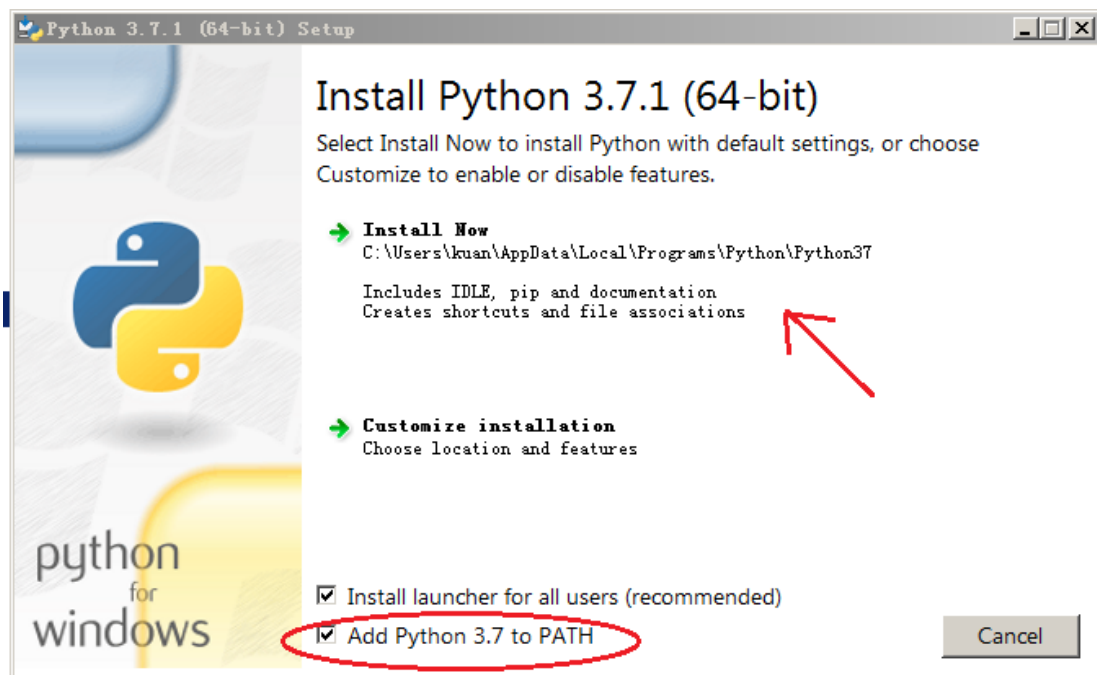 Python 3.7.1 (64-bit) Setup
Install Python 3.7.1 (64-bit)
Select Install Now to install Python with default settings, or choose
Customize to enable or disable features.
Install Now
C:\Users\kuan\AppData\Local\Programs\Python\Python37
Includes IDLE, pip and documentation
Creates shortcuts and file associations
Customize installation
Choose location and features
python
for
windows
Install launcher for all users (recommended)
Add Python 3.7 to PATH
Cancel